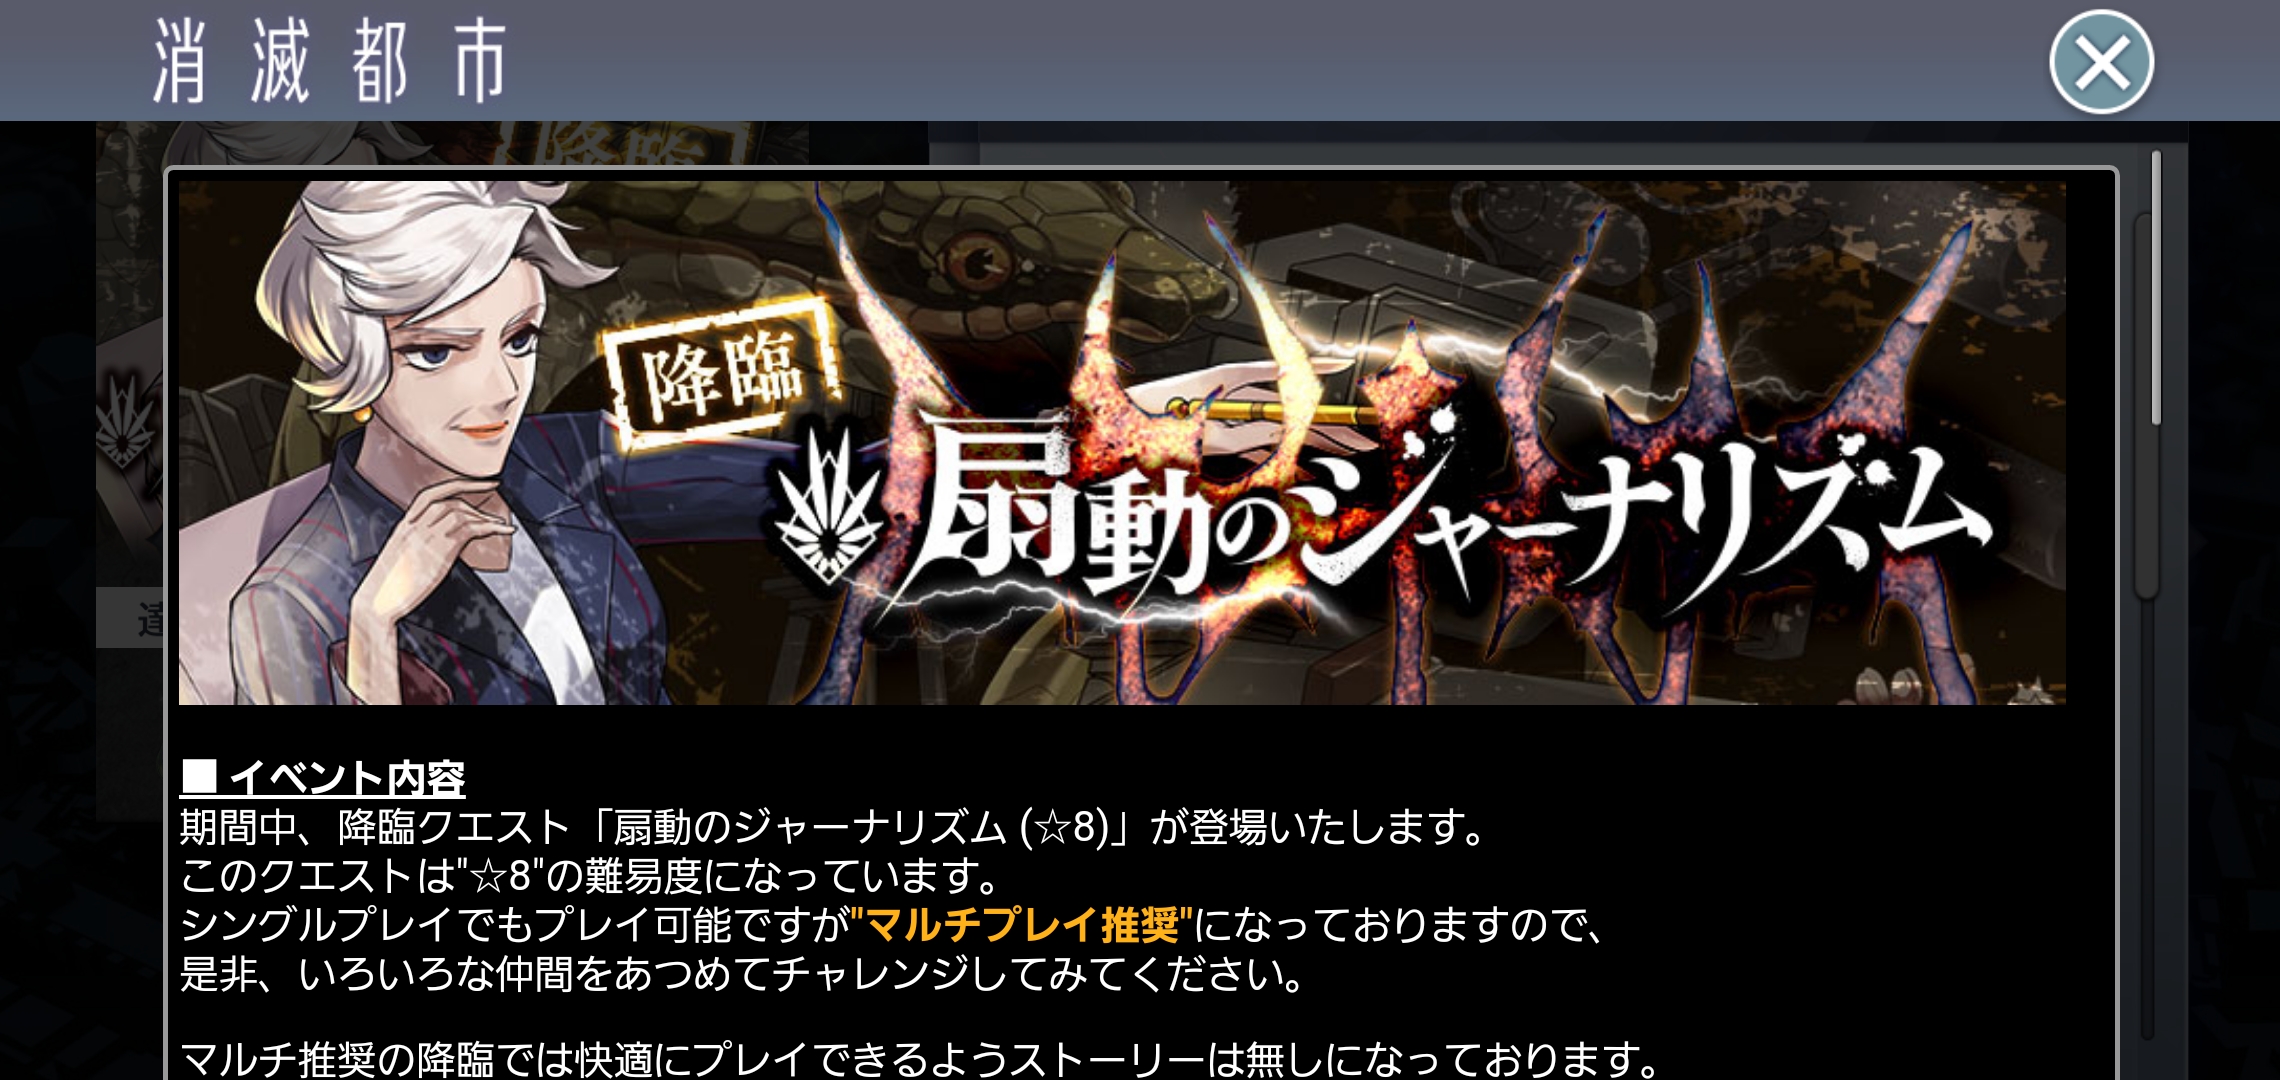 消滅都市
降臨
扇動のジャーナリズム
■ イベント内容
期間中、降臨クエスト「扇動のジャーナリズム (☆8)」が登場いたします。
このクエストは"☆8"の難易度になっています。
シングルプレイでもプレイ可能ですが"マルチプレイ推奨"になっておりますので、
是非、いろいろな仲間をあつめてチャレンジしてみてください。
マルチ推奨の降臨では快適にプレイできるようストーリーは無しになっております。